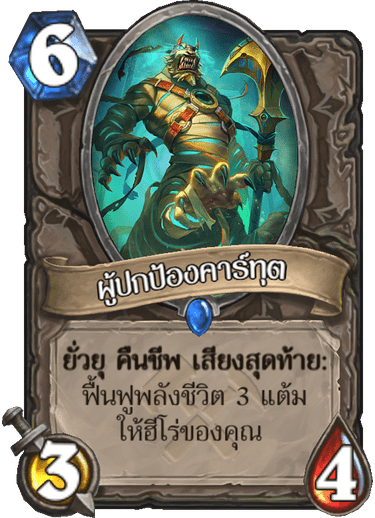 6
ผู้ปกป้องคาร์ทุต
ยั่วยุ คืนชีพ เสียงสุดท้าย:
ฟื้นฟูพลังชีวิต 3 แต้ม
ให้ฮีโร่ของคุณ
3
4